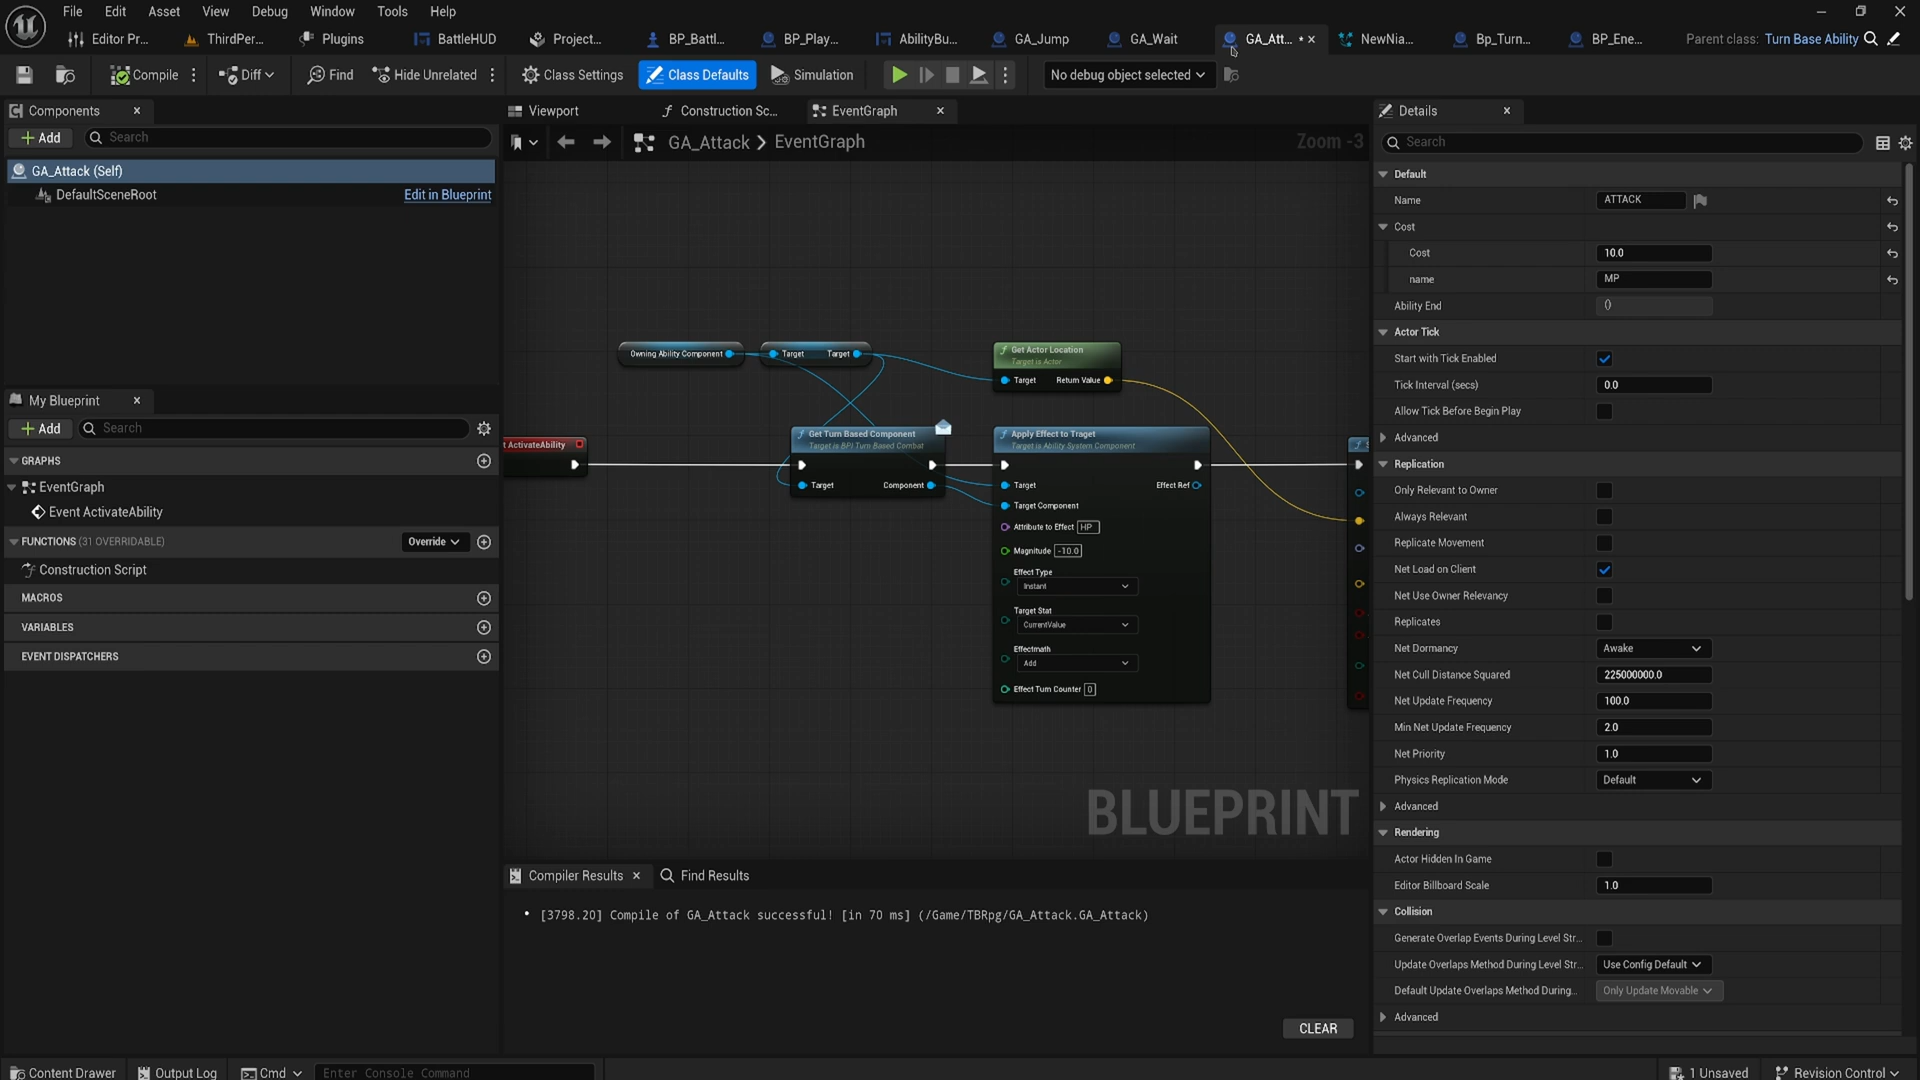 File Edit Asset View Debug Window Tools Help
Editor Pr... ThirdPer... Plugins BattleHUD Project... BP_Battl... BP_Play... AbilityBu... GA_Jump GA_Wait GA_Att... • NewNia... Bp_Turn... BP_Ene... Parent class: Turn Base Ability
Compile Diff Find Hide Unrelated Class Settings Class Defaults Simulation No debug object selected
Components
Viewport Construction Sc... EventGraph
Details
Add Search
GA_Attack > EventGraph Zoom -3
Search
GA_Attack (Self)
DefaultSceneRoot Edit in Blueprint
My Blueprint
Add Search
GRAPHS
EventGraph
Event ActivateAbility
FUNCTIONS (31 OVERRIDABLE) Override
Construction Script
MACROS
VARIABLES
EVENT DISPATCHERS
Owning Ability Component Target Target
Get Actor Location
Target is Actor
Target Return Value
t ActivateAbility
Get Turn Based Component
Target is BPI Turn Based Combat
Target Component
Apply Effect to Traget
Target is Ability System Component
Target Effect Ref
Target Component
Attribute to Effect HP
Magnitude -10.0
Effect Type
Instant
Target Stat
CurrentValue
Effectmath
Add
Effect Turn Counter 0
BLUEPRINT
Compiler Results Find Results
• [3798.20] Compile of GA_Attack successful! [in 70 ms] (/Game/TBRpg/GA_Attack.GA_Attack)
CLEAR
Default
Name ATTACK
Cost
Cost 10.0
name MP
Ability End ()
Actor Tick
Start with Tick Enabled
Tick Interval (secs) 0.0
Allow Tick Before Begin Play
Advanced
Replication
Only Relevant to Owner
Always Relevant
Replicate Movement
Net Load on Client
Net Use Owner Relevancy
Replicates
Net Dormancy Awake
Net Cull Distance Squared 225000000.0
Net Update Frequency 100.0
Min Net Update Frequency 2.0
Net Priority 1.0
Physics Replication Mode Default
Advanced
Rendering
Actor Hidden In Game
Editor Billboard Scale 1.0
Collision
Generate Overlap Events During Level Str...
Update Overlaps Method During Level Str... Use Config Default
Default Update Overlaps Method During... Only Update Movable
Advanced
Content Drawer Output Log Cmd Enter Console Command 1 Unsaved Revision Control